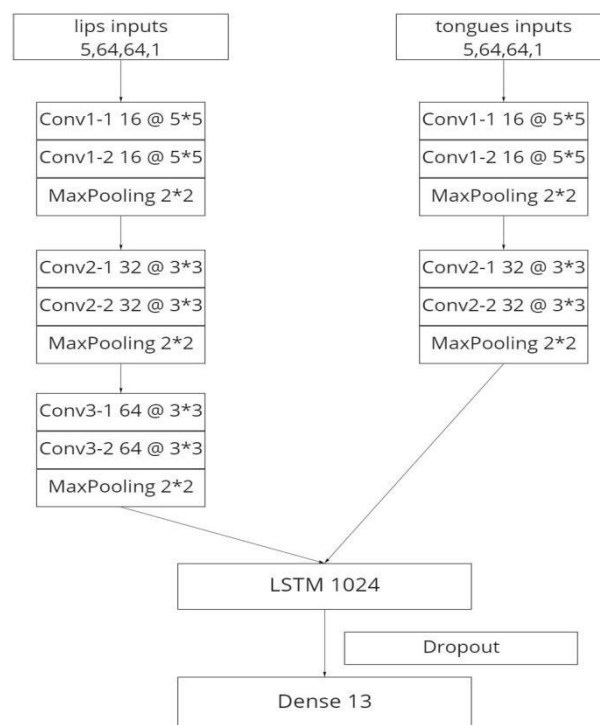 lips inputs
5,64,64,1
Conv1-1 16 @ 5*5
Conv1-2 16 @ 5*5
MaxPooling 2*2
Conv2-1 32 @ 3*3
Conv2-2 32 @ 3*3
MaxPooling 2*2
Conv3-1 64 @ 3*3
Conv3-2 64 @ 3*3
MaxPooling 2*2
tongues inputs
5,64,64,1
Conv1-1 16 @ 5*5
Conv1-2 16 @ 5*5
MaxPooling 2*2
Conv2-1 32 @ 3*3
Conv2-2 32 @ 3*3
MaxPooling 2*2
LSTM 1024
Dropout
Dense 13